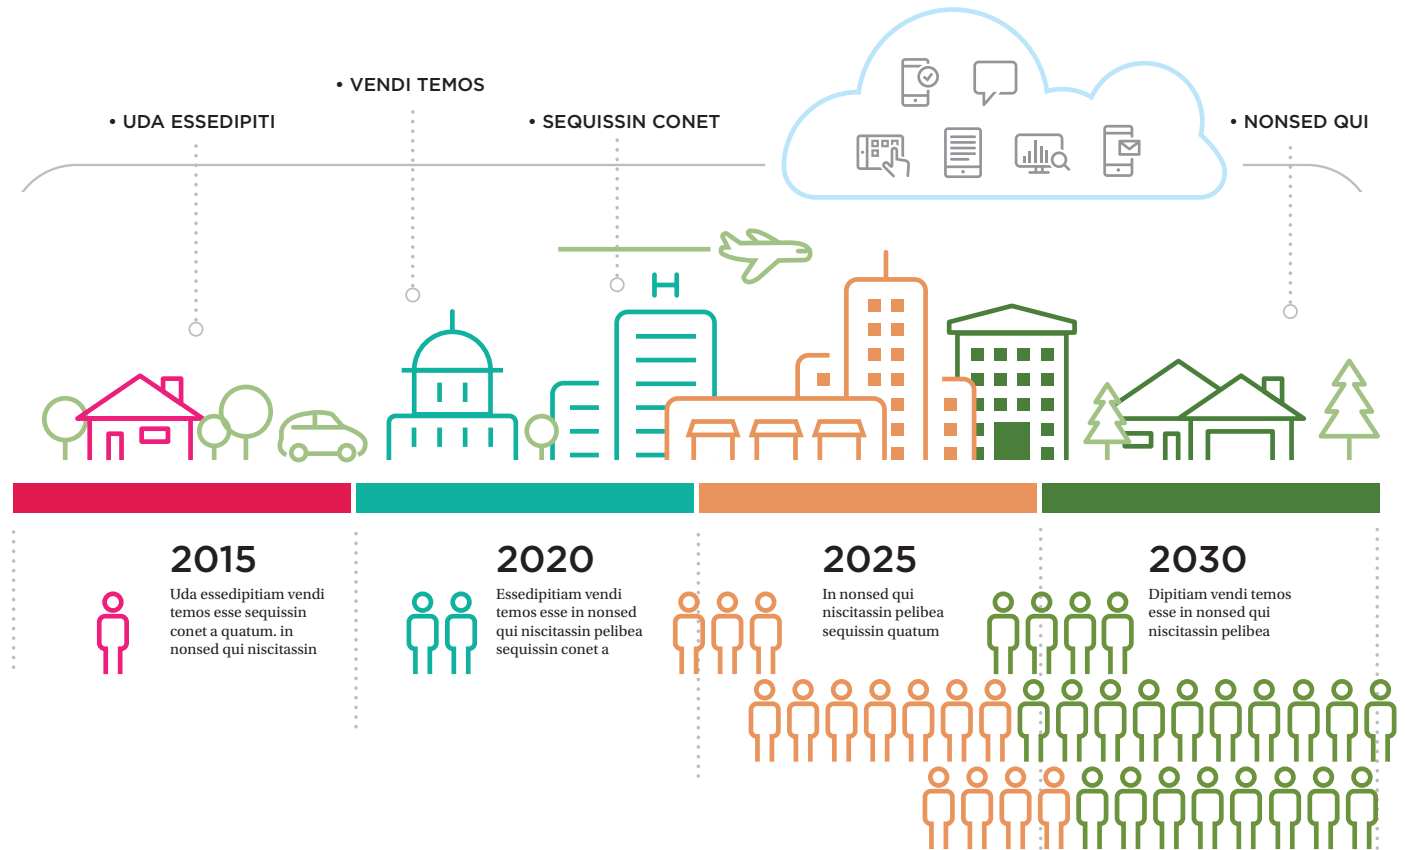 • VENDI TEMOS
• UDA ESSEDIPITI
• SEQUISSIN CONET
• NONSED QUI
H
2015
Uda essedipitiam vendi
temos esse sequissin
conet a quatum. in
nonsed qui niscitassin
2020
Essedipitiam vendi
temos esse in nonsed
qui niscitassin pelibea
sequissin conet a
2025
In nonsed qui
niscitassin pelibea
sequissin quatum
2030
Dipitiam vendi temos
esse in nonsed qui
niscitassin pelibea